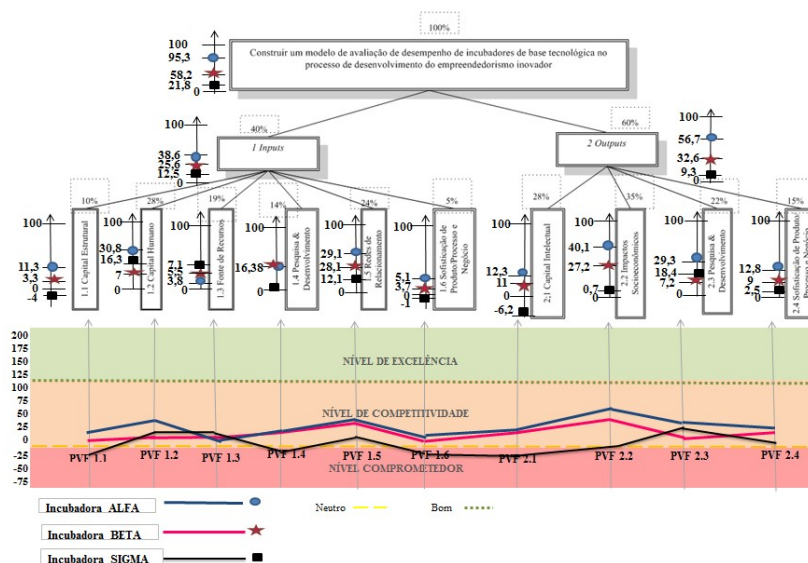 100%
100
95,3
58,2
21,8
0
Construir um modelo de avaliação de desempenho de incubadores de base tecnológica no
processo de desenvolvimento do empreendedorismo inovador
40%
60%
100
38,6
25,6
12,5
0
1 Inputs
2 Outputs
100
56,7
32,6
9,3
0
10%
28%
19%
14%
24%
5%
28%
35%
22%
15%
100
11,3
3,3
0
-4
1.1 Capital Estrutural
100
30,8
16,3
7
0
1.2 Capital Humano
100
7,1
5,5
3,8
0
1.3 Fonte de Recursos
100
16,38
0
1.4 Pesquisa &
Desenvolvimento
100
29,1
28,1
12,1
0
1.5 Redes de
Relacionamento
100
5,1
3,7
0
-1
1.6 Sofisticação de
Produto/Processo e
Negócio
100
12,3
11
0
-6,2
2.1 Capital Intelectual
100
40,1
27,2
0,7
0
2.2 Impactos
Socioeconômicos
100
29,3
18,4
7,2
0
2.3 Pesquisa &
Desenvolvimento
100
12,8
9
2,5
0
2.4 Sofisticação de
Produto/
Processo e Negócio
200
175
150
125
100
75
50
25
0
-25
-50
-75
NÍVEL DE EXCELÊNCIA
NÍVEL DE COMPETITIVIDADE
NÍVEL COMPROMETEDOR
PVF 1.1
PVF 1.2
PVF 1.3
PVF 1.4
PVF 1.5
PVF 1.6
PVF 2.1
PVF 2.2
PVF 2.3
PVF 2.4
Incubadora ALFA
Neutro
Bom
Incubadora BETA
Incubadora SIGMA